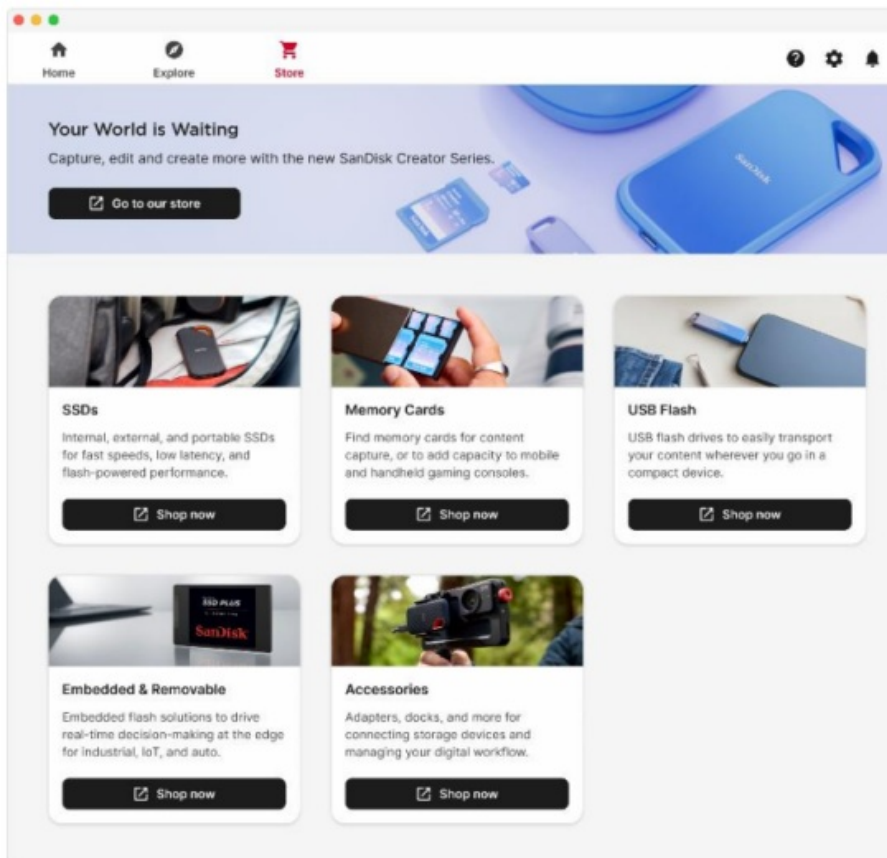 Home
Explore
Store
Your World is Waiting
Capture, edit and create more with the new SanDisk Creator Series.
Go to our store
SanDisk
SSDs
Internal, external, and portable SSDs
for fast speeds, low latency, and
flash-powered performance.
Shop now
Memory Cards
Find memory cards for content
capture, or to add capacity to mobile
and handheld gaming consoles.
Shop now
USB Flash
USB flash drives to easily transport
your content wherever you go in a
compact device.
Shop now
SSD PLUS
SanDisk
Embedded & Removable
Embedded flash solutions to drive
real-time decision-making at the edge
for industrial, IoT, and auto.
Shop now
Accessories
Adapters, docks, and more for
connecting storage devices and
managing your digital workflow.
Shop now